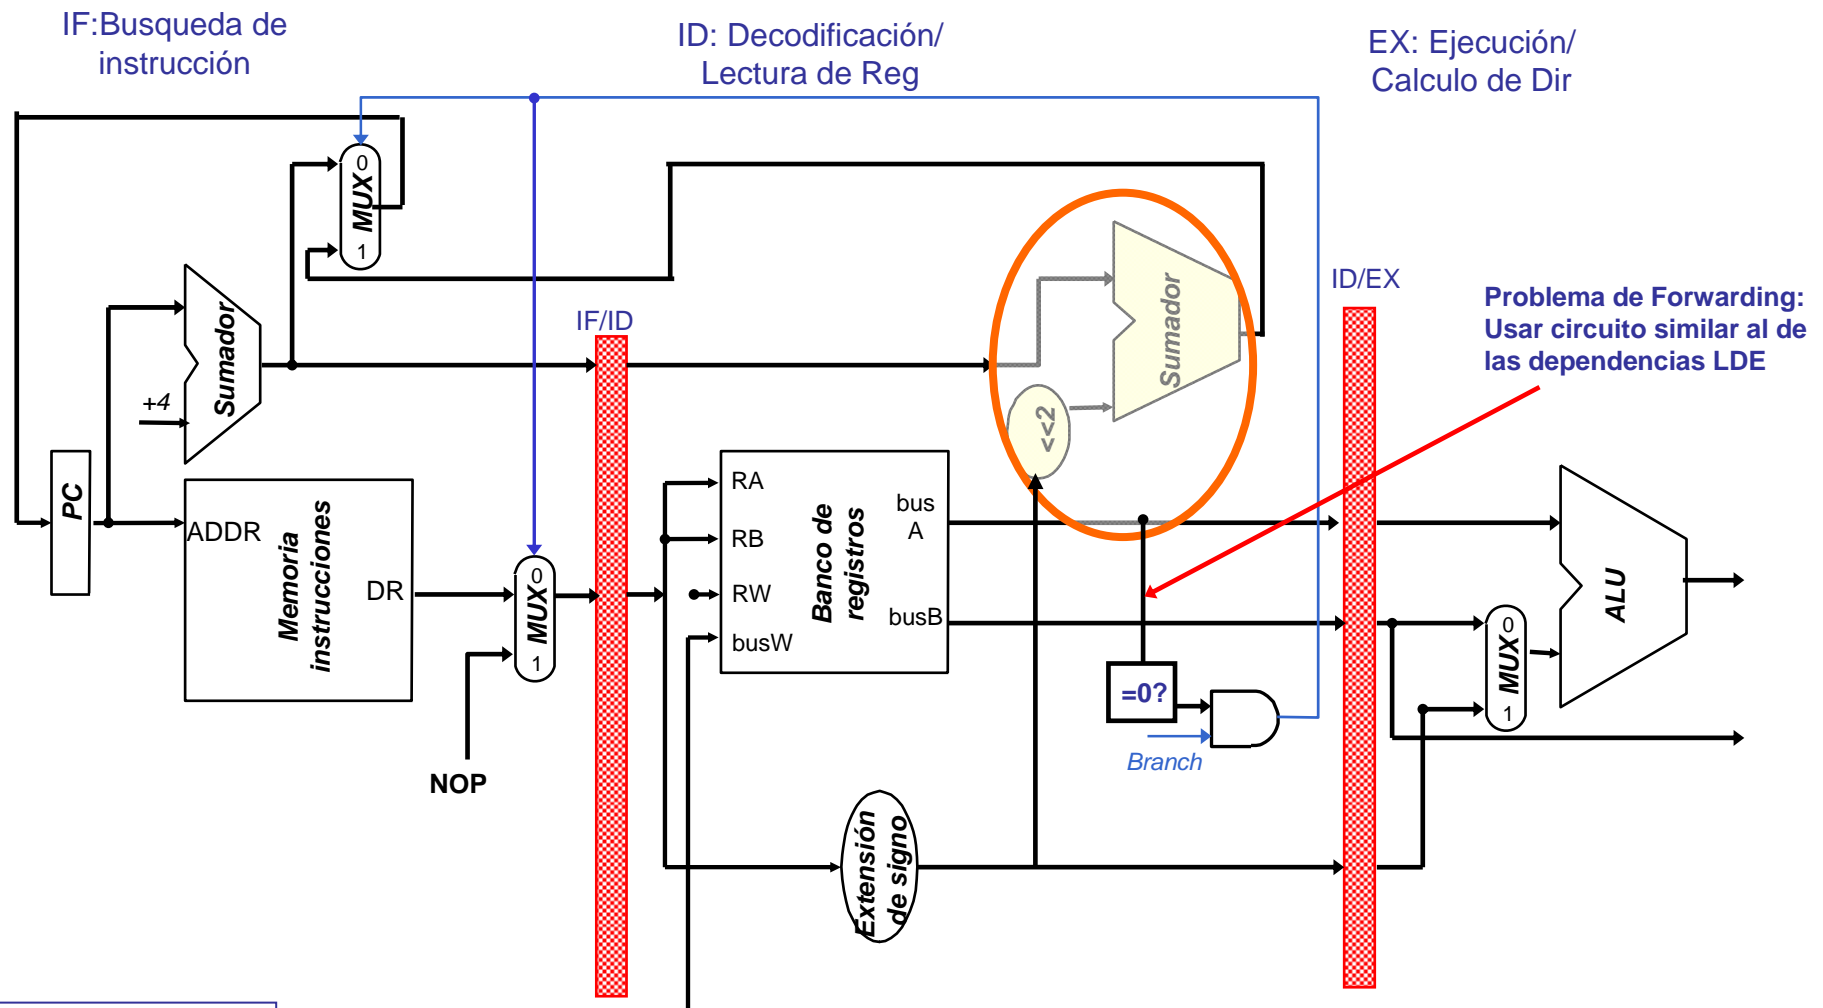 IF:Busqueda de
instrucción
ID: Decodificación/
Lectura de Reg
EX: Ejecución/
Calculo de Dir
0
MUX
1
Sumador
+4
PC
ADDR
Memoria
instrucciones
DR
0
MUX
1
NOP
IF/ID
RA
RB
RW
busW
Banco de
registros
bus
A
busB
Sumador
<<2
=0?
Branch
Extensión
de signo
ID/EX
Problema de Forwarding:
Usar circuito similar al de
las dependencias LDE
0
MUX
1
ALU